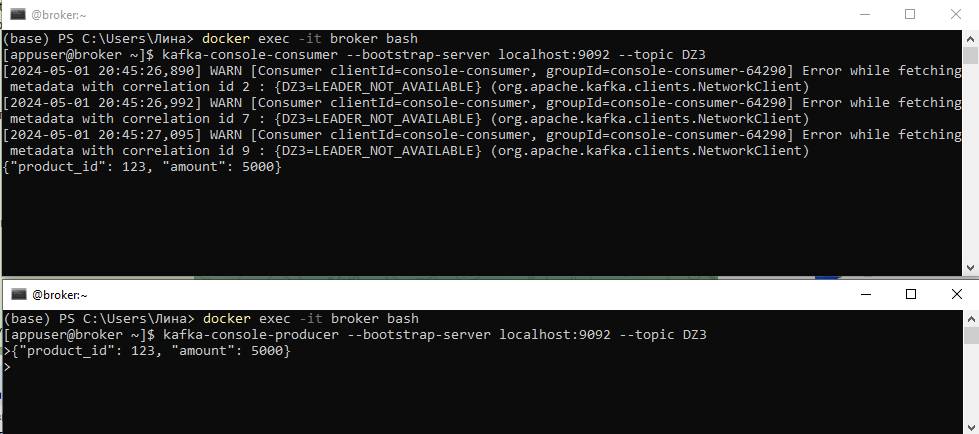 @broker:~
(base) PS C:\Users\Лина> docker exec -it broker bash
[appuser@broker ~]$ kafka-console-consumer --bootstrap-server localhost:9092 --topic DZ3
[2024-05-01 20:45:26,890] WARN [Consumer clientId=console-consumer, groupId=console-consumer-64290] Error while fetching
metadata with correlation id 2 : {DZ3=LEADER_NOT_AVAILABLE} (org.apache.kafka.clients.NetworkClient)
[2024-05-01 20:45:26,992] WARN [Consumer clientId=console-consumer, groupId=console-consumer-64290] Error while fetching
metadata with correlation id 7 : {DZ3=LEADER_NOT_AVAILABLE} (org.apache.kafka.clients.NetworkClient)
[2024-05-01 20:45:27,095] WARN [Consumer clientId=console-consumer, groupId=console-consumer-64290] Error while fetching
metadata with correlation id 9 : {DZ3=LEADER_NOT_AVAILABLE} (org.apache.kafka.clients.NetworkClient)
{"product_id": 123, "amount": 5000}
@broker:~
(base) PS C:\Users\Лина> docker exec -it broker bash
[appuser@broker ~]$ kafka-console-producer --bootstrap-server localhost:9092 --topic DZ3
>{"product_id": 123, "amount": 5000}
>